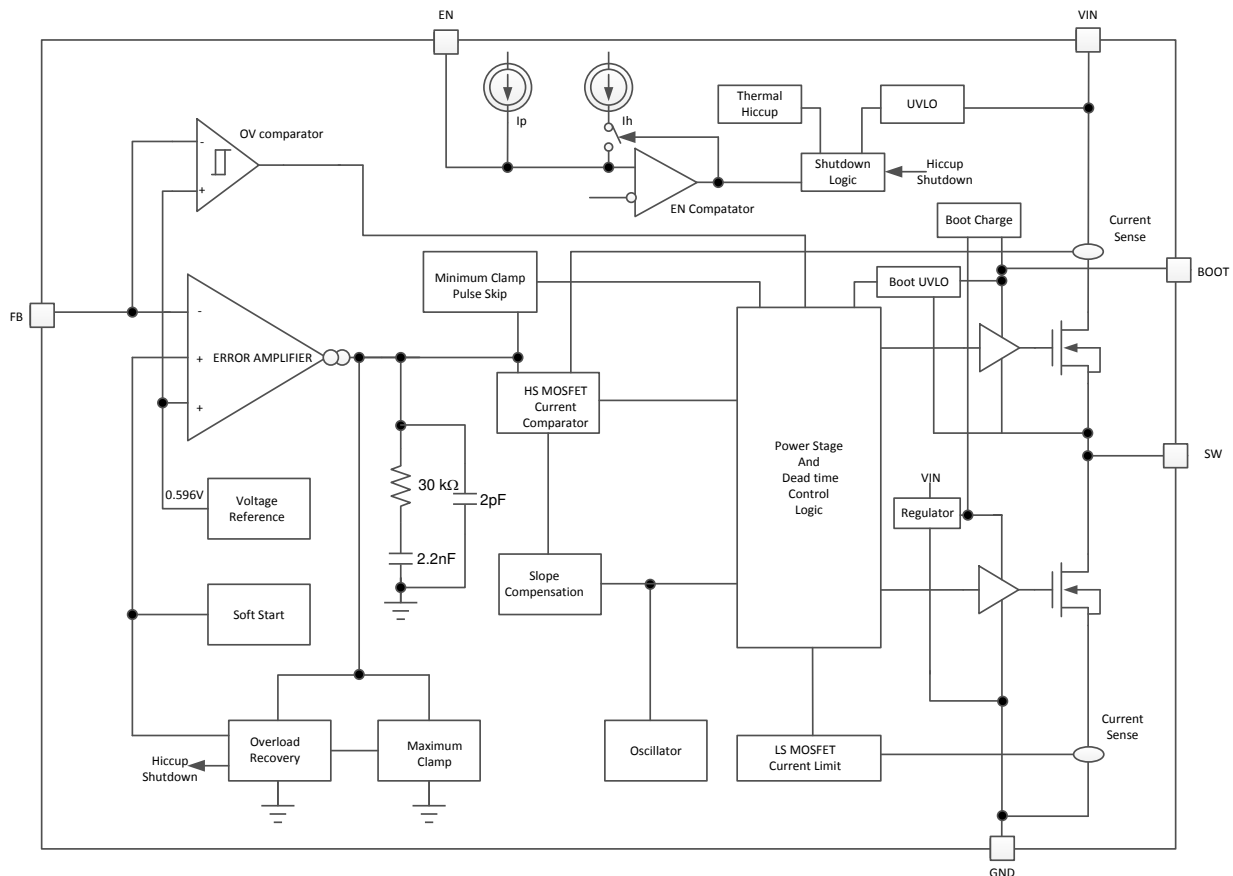 EN
VIN
Ip
Ih
Thermal
Hiccup
UVLO
OV comparator
-
+
Shutdown
Logic
Hiccup
Shutdown
EN Compatator
Boot Charge
Current
Sense
BOOT
Minimum Clamp
Pulse Skip
Boot UVLO
FB
-
+
+
ERROR AMPLIFIER
HS MOSFET
Current
Comparator
Power Stage
And
Dead time
Control
Logic
SW
0.596V
Voltage
Reference
30 kΩ
2pF
2.2nF
VIN
Regulator
Slope
Compensation
Soft Start
Overload
Recovery
Maximum
Clamp
Hiccup
Shutdown
Oscillator
LS MOSFET
Current Limit
Current
Sense
GND